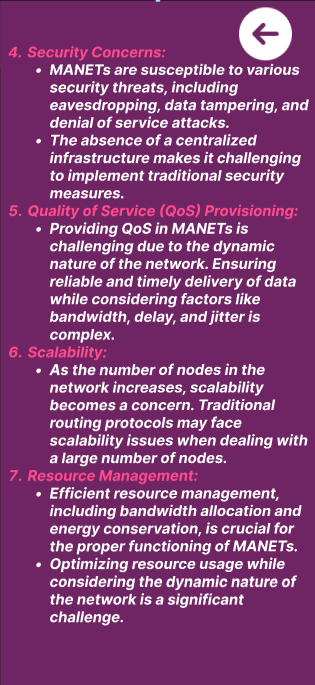 4. Security Concerns:
• MANETs are susceptible to various
security threats, including
eavesdropping, data tampering, and
denial of service attacks.
• The absence of a centralized
infrastructure makes it challenging
to implement traditional security
measures.
5. Quality of Service (QoS) Provisioning:
• Providing QoS in MANETs is
challenging due to the dynamic
nature of the network. Ensuring
reliable and timely delivery of data
while considering factors like
bandwidth, delay, and jitter is
complex.
6. Scalability:
• As the number of nodes in the
network increases, scalability
becomes a concern. Traditional
routing protocols may face
scalability issues when dealing with
a large number of nodes.
7. Resource Management:
• Efficient resource management,
including bandwidth allocation and
energy conservation, is crucial for
the proper functioning of MANETs.
• Optimizing resource usage while
considering the dynamic nature of
the network is a significant
challenge.